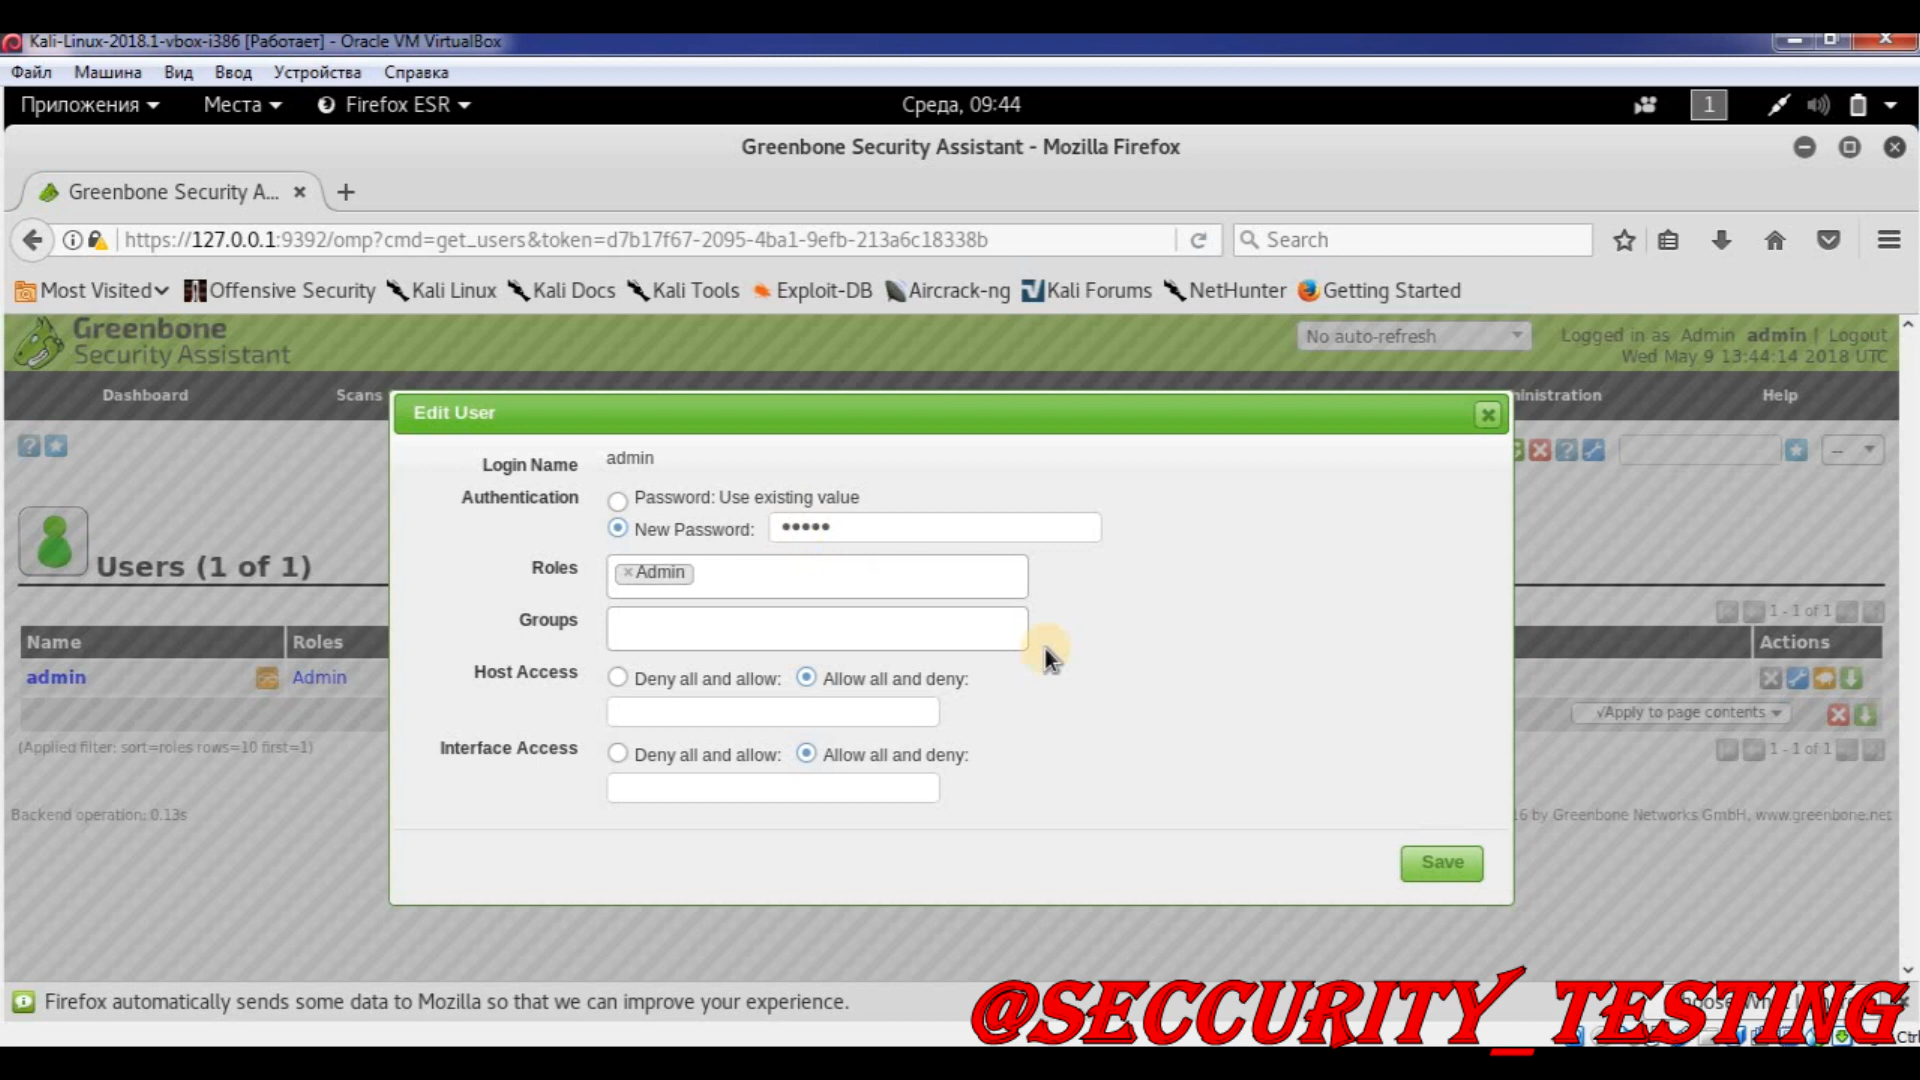 Kali-Linux-2018.1-vbox-i386 [Работает] - Oracle VM VirtualBox
Файл Машина Вид Ввод Устройства Справка
Приложения Места Firefox ESR Среда, 09:44 1
Greenbone Security Assistant - Mozilla Firefox
Greenbone Security A... × +
https://127.0.0.1:9392/omp?cmd=get_users&token=d7b17f67-2095-4ba1-9efb-213a6c18338b Search
Most Visited Offensive Security Kali Linux Kali Docs Kali Tools Exploit-DB Aircrack-ng Kali Forums NetHunter Getting Started
Greenbone
Security Assistant
No auto-refresh
Logged in as Admin admin | Logout
Wed May 9 13:44:14 2018 UTC
Dashboard Scans ministration Help
Edit User
Login Name admin
Authentication Password: Use existing value
New Password: •••••
Roles ×Admin
Groups
Host Access Deny all and allow: Allow all and deny:
Interface Access Deny all and allow: Allow all and deny:
Save
--
Users (1 of 1)
1 - 1 of 1
Name Roles Actions
admin Admin
√Apply to page contents
(Applied filter: sort=roles rows=10 first=1)
1 - 1 of 1
Backend operation: 0.13s
16 by Greenbone Networks GmbH, www.greenbone.net
Firefox automatically sends some data to Mozilla so that we can improve your experience.
@SECCURITY_TESTING
Ctrl